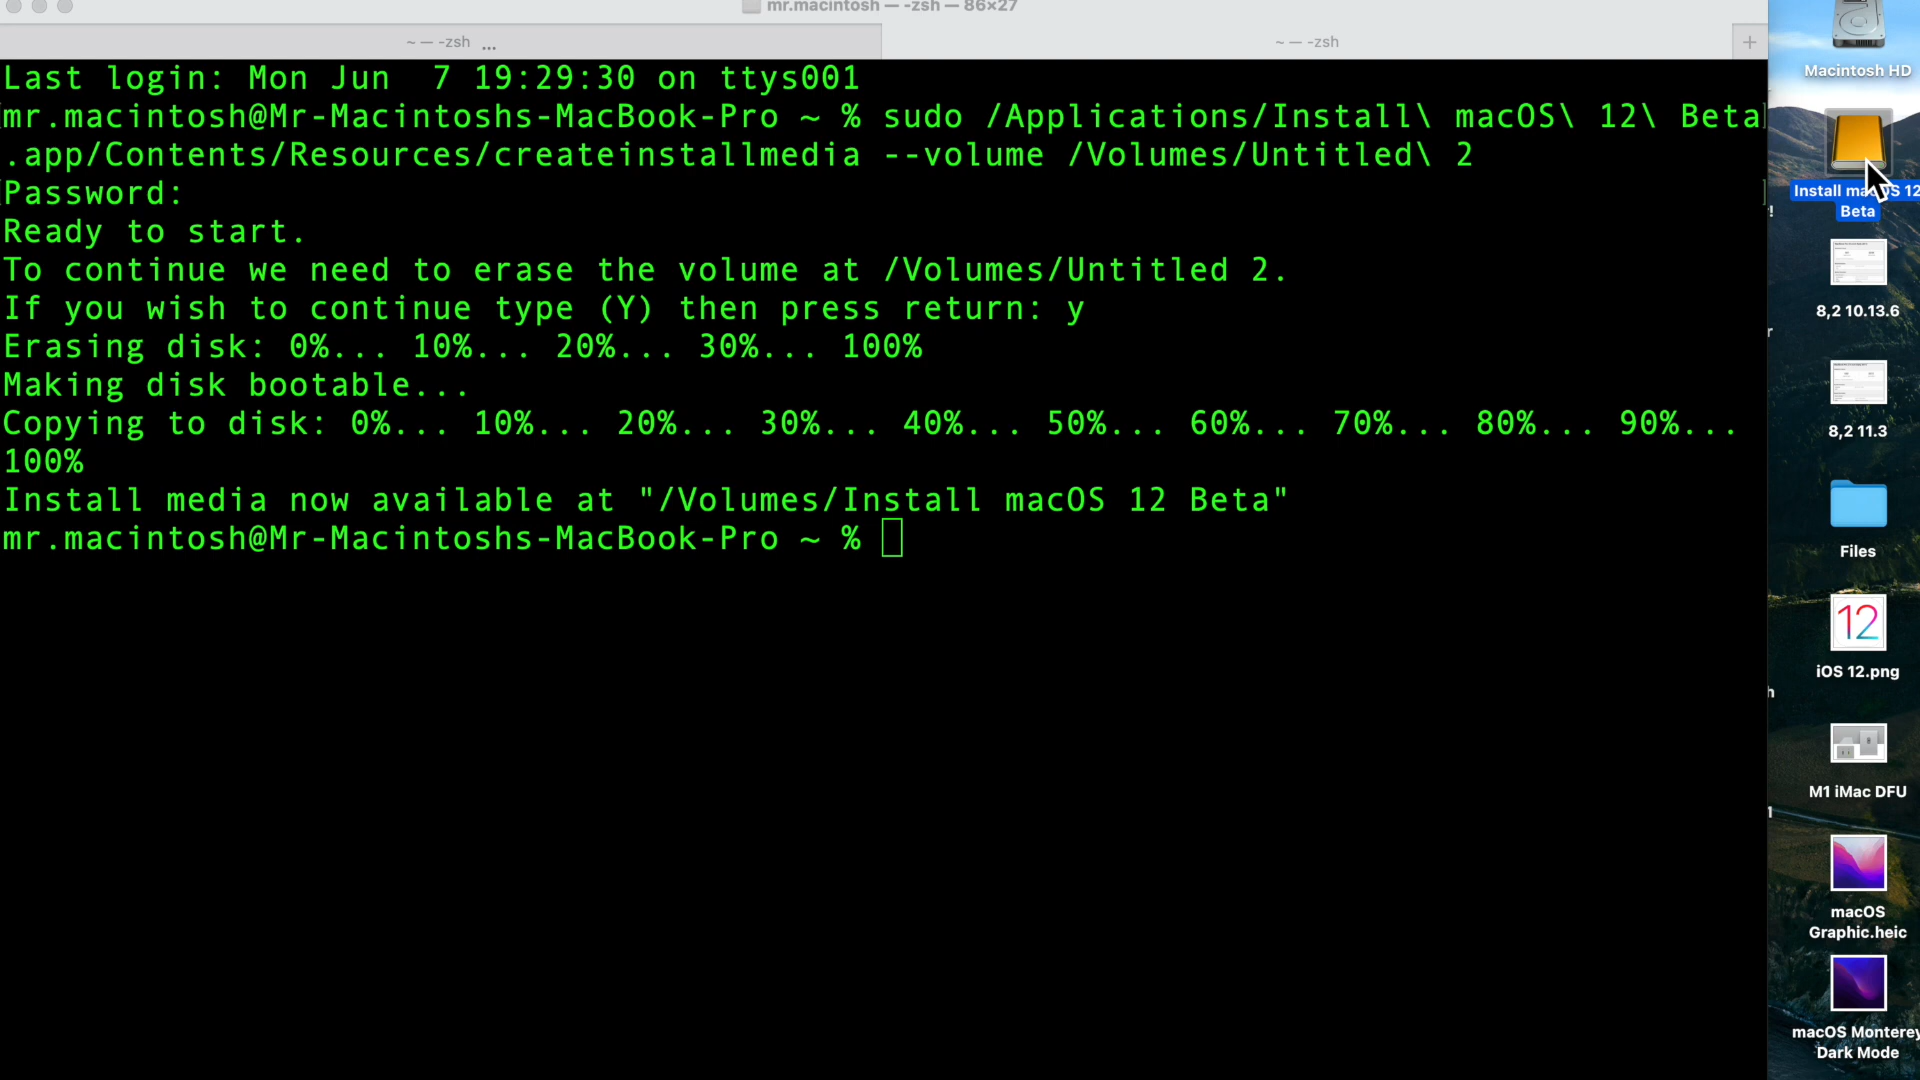 mr.macintosh — -zsh — 86×27
~ — -zsh ...
~ — -zsh
Last login: Mon Jun  7 19:29:30 on ttys001
mr.macintosh@Mr-Macintoshs-MacBook-Pro ~ % sudo /Applications/Install\ macOS\ 12\ Beta
.app/Contents/Resources/createinstallmedia --volume /Volumes/Untitled\ 2
Password:
Ready to start.
To continue we need to erase the volume at /Volumes/Untitled 2.
If you wish to continue type (Y) then press return: y
Erasing disk: 0%... 10%... 20%... 30%... 100%
Making disk bootable...
Copying to disk: 0%... 10%... 20%... 30%... 40%... 50%... 60%... 70%... 80%... 90%...
100%
Install media now available at "/Volumes/Install macOS 12 Beta"
mr.macintosh@Mr-Macintoshs-MacBook-Pro ~ %
Macintosh HD
Install macOS 12
Beta
8,2 10.13.6
8,2 11.3
Files
12
iOS 12.png
M1 iMac DFU
macOS
Graphic.heic
macOS Monterey
Dark Mode